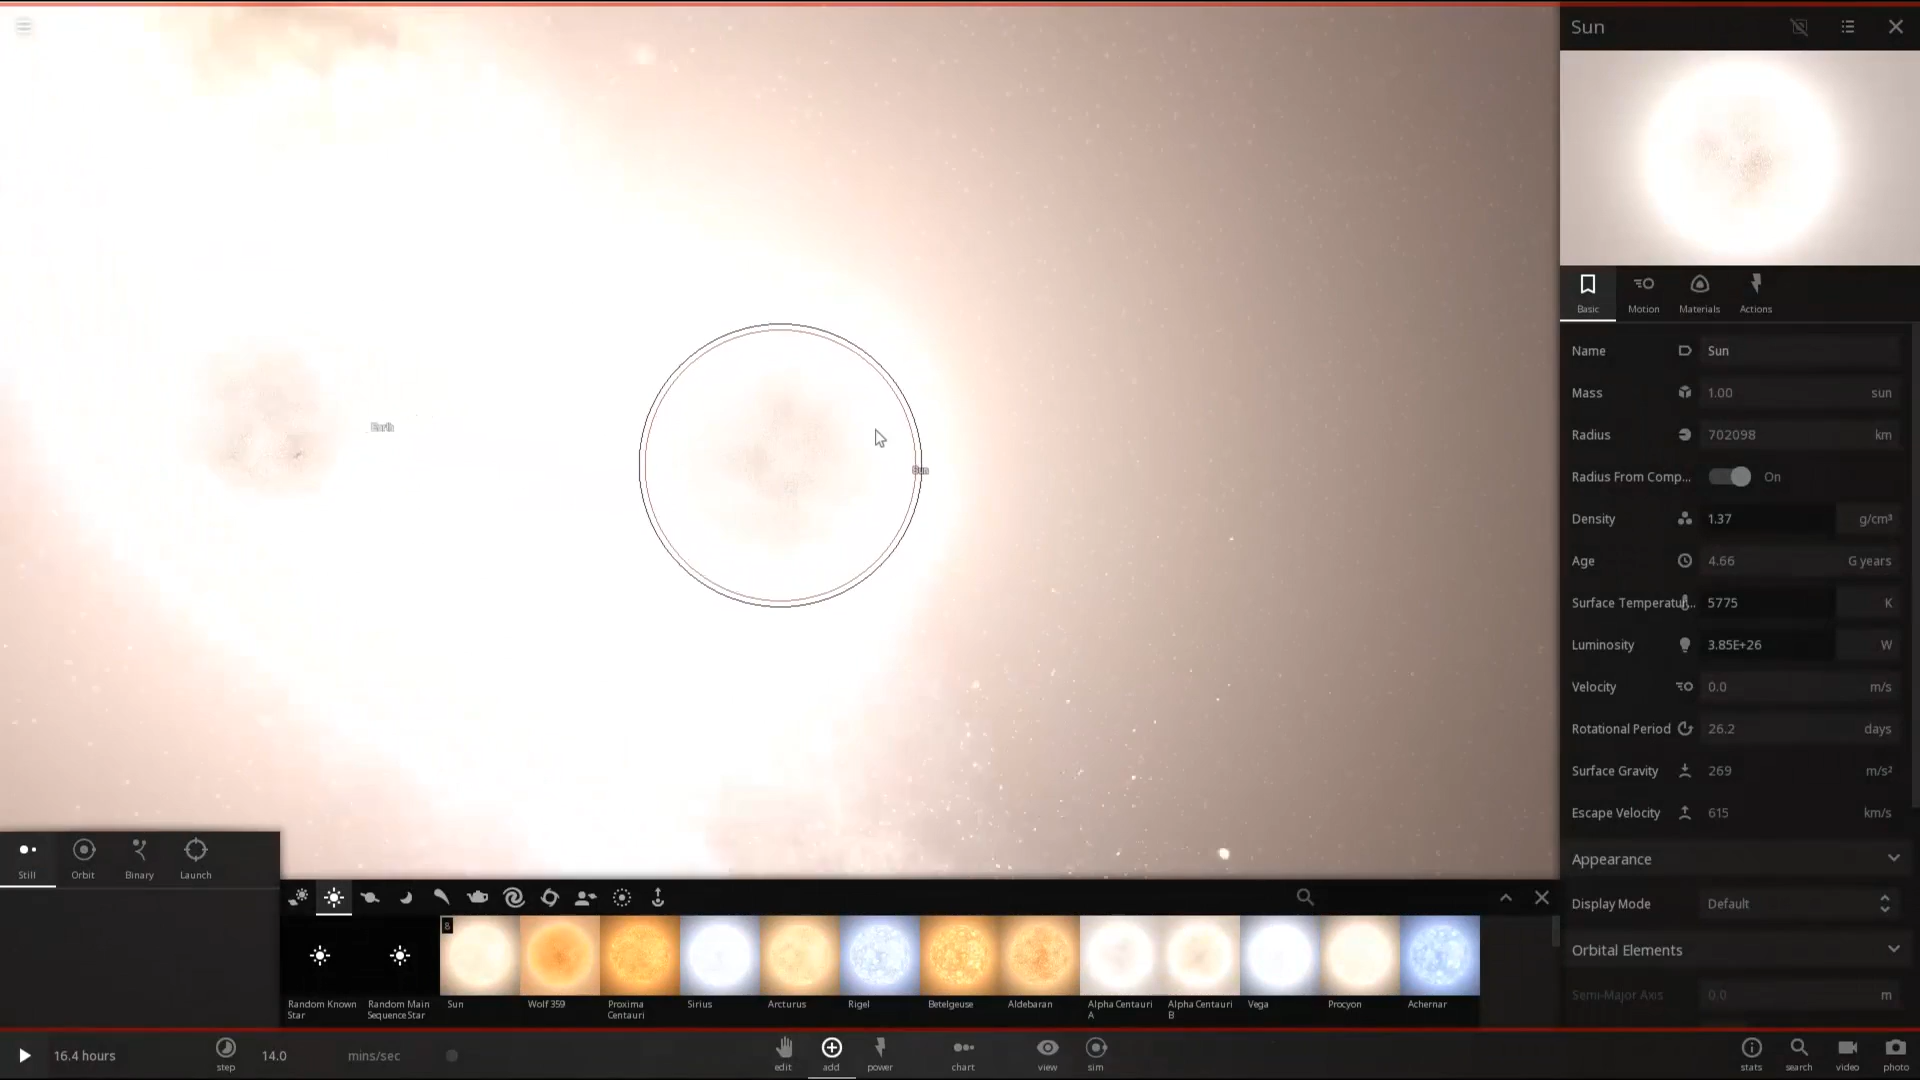 Sun
Basic
Motion
Materials
Actions
Name
Sun
Mass
1.00
sun
Radius
702098
km
Radius From Comp...
On
Density
1.37
g/cm³
Age
4.66
G years
Surface Temperatur...
5775
K
Luminosity
3.85E+26
W
Velocity
0.0
m/s
Rotational Period
26.2
days
Surface Gravity
269
m/s²
Escape Velocity
615
km/s
Appearance
Display Mode
Default
Orbital Elements
Semi-Major Axis
0.0
m
Earth
Sun
Still
Orbit
Binary
Launch
8
Random Known
Star
Random Main
Sequence Star
Sun
Wolf 359
Proxima
Centauri
Sirius
Arcturus
Rigel
Betelgeuse
Aldebaran
Alpha Centauri
A
Alpha Centauri
B
Vega
Procyon
Achernar
16.4 hours
step
14.0
mins/sec
edit
add
power
chart
view
sim
stats
search
video
photo